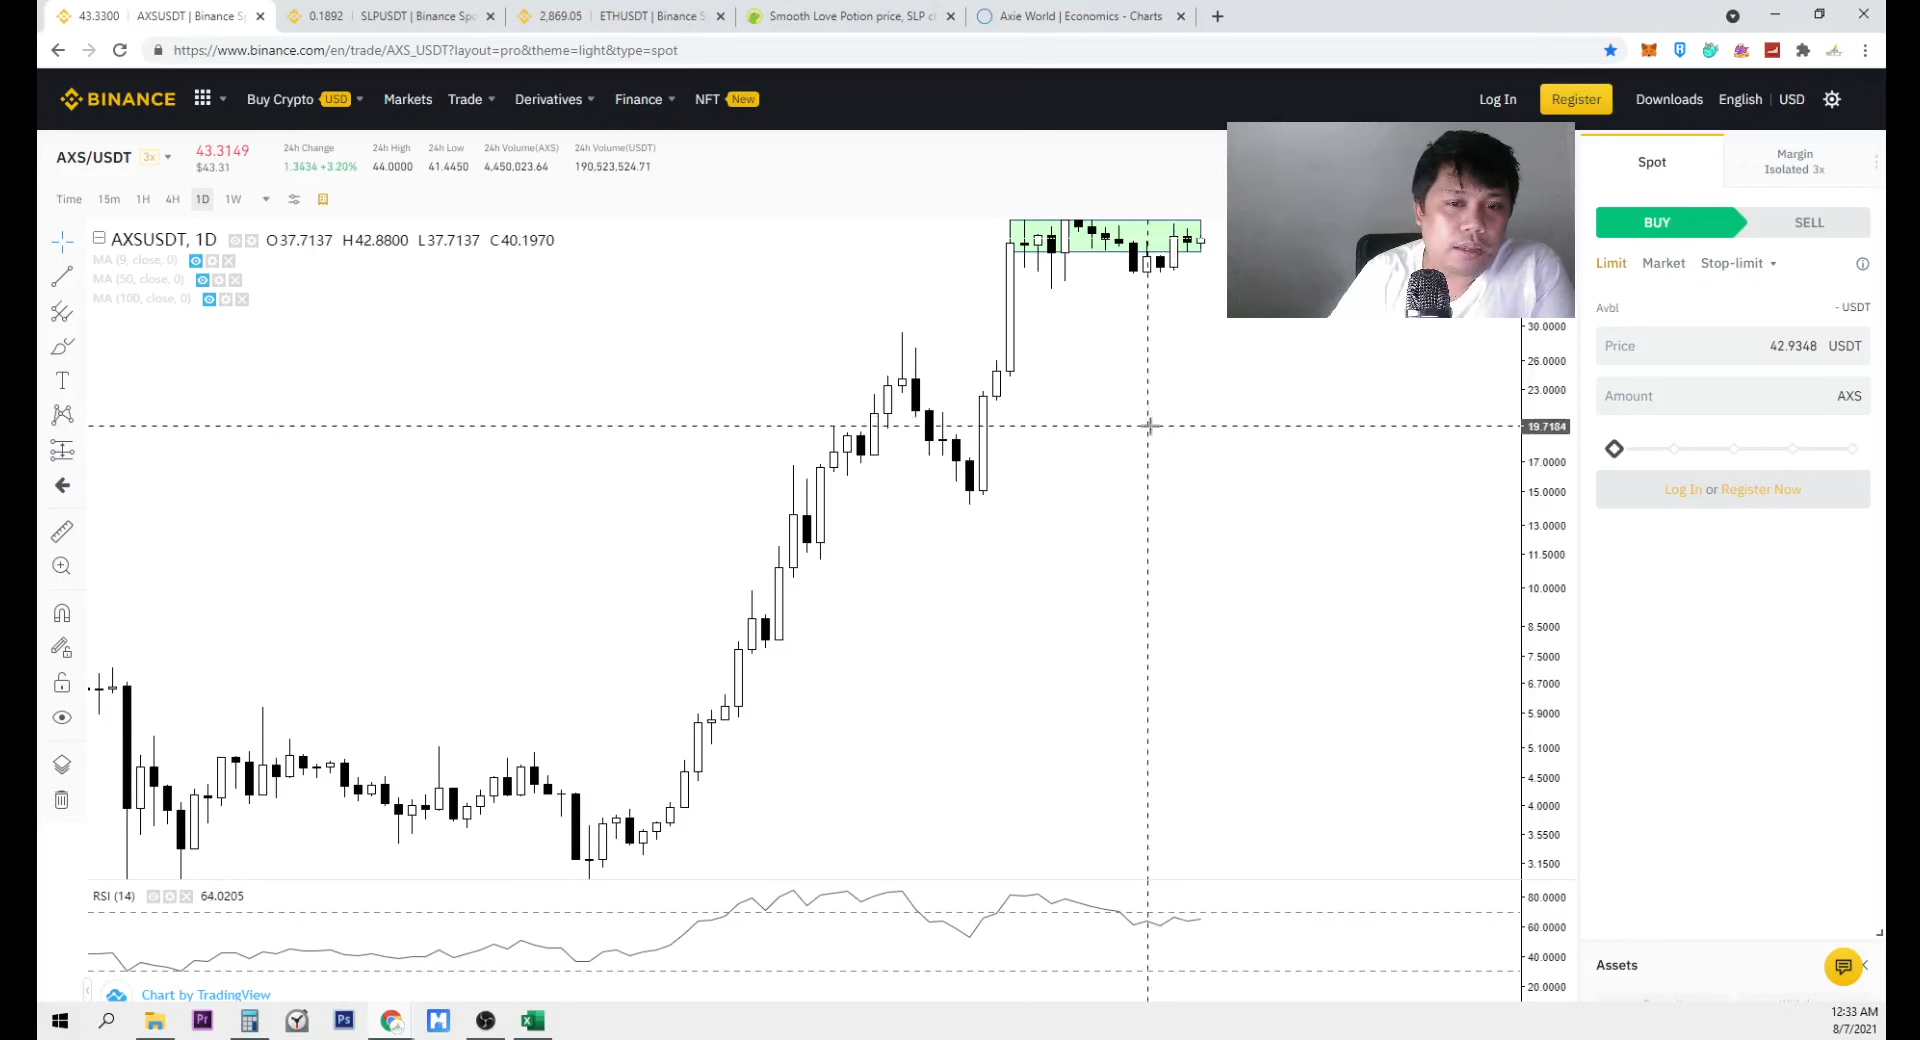 43.3300 AXSUSDT | Binance Sp
0.1892 SLPUSDT | Binance Spo
2,869.05 ETHUSDT | Binance S
Smooth Love Potion price, SLP c
Axie World | Economics - Charts
https://www.binance.com/en/trade/AXS_USDT?layout=pro&theme=light&type=spot
BINANCE Buy Crypto USD Markets Trade Derivatives Finance NFT New Log In Register Downloads English | USD
AXS/USDT 3x 43.3149 $43.31
24h Change 24h High 24h Low 24h Volume(AXS) 24h Volume(USDT)
1.3434 +3.20% 44.0000 41.4450 4,450,023.64 190,523,524.71
Time 15m 1H 4H 1D 1W
AXSUSDT, 1D O37.7137 H42.8800 L37.7137 C40.1970
MA (9, close, 0)
MA (50, close, 0)
MA (100, close, 0)
30.0000
26.0000
23.0000
19.7184
17.0000
15.0000
13.0000
11.5000
10.0000
8.5000
7.5000
6.7000
5.9000
5.1000
4.5000
4.0000
3.5500
3.1500
RSI (14) 64.0205
80.0000
60.0000
40.0000
20.0000
Chart by TradingView
Spot
Margin
Isolated 3x
BUY SELL
Limit Market Stop-limit
Avbl - USDT
Price 42.9348 USDT
Amount AXS
Log In or Register Now
Assets
Pr
Ps
M
X
12:33 AM
8/7/2021